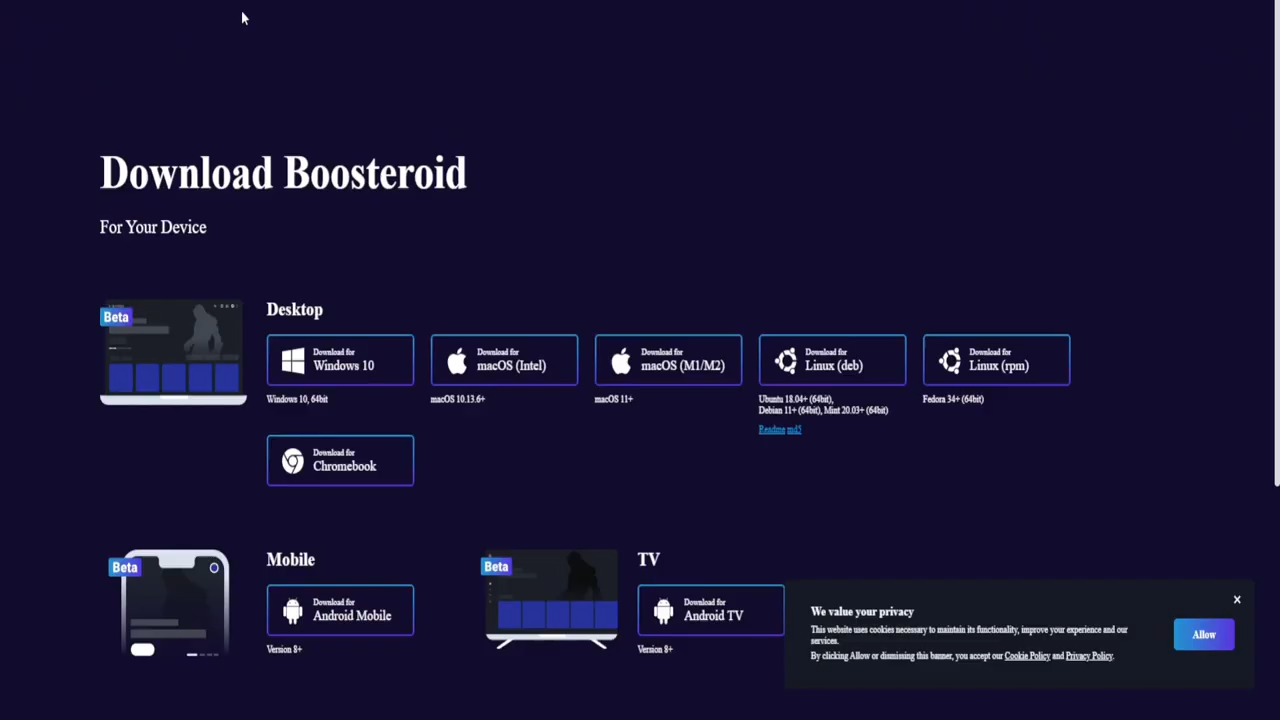 Download Boosteroid
For Your Device
Beta
Desktop
Download for
Windows 10
Windows 10, 64bit
Download for
macOS (Intel)
macOS 10.13.6+
Download for
macOS (M1/M2)
macOS 11+
Download for
Linux (deb)
Ubuntu 18.04+ (64bit),
Debian 11+ (64bit), Mint 20.03+ (64bit)
Readme md5
Download for
Linux (rpm)
Fedora 34+ (64bit)
Download for
Chromebook
Beta
Mobile
Download for
Android Mobile
Version 8+
Beta
TV
Download for
Android TV
Version 8+
We value your privacy
This website uses cookies necessary to maintain its functionality, improve your experience and our
services.
By clicking Allow or dismissing this banner, you accept our Cookie Policy and Privacy Policy.
Allow